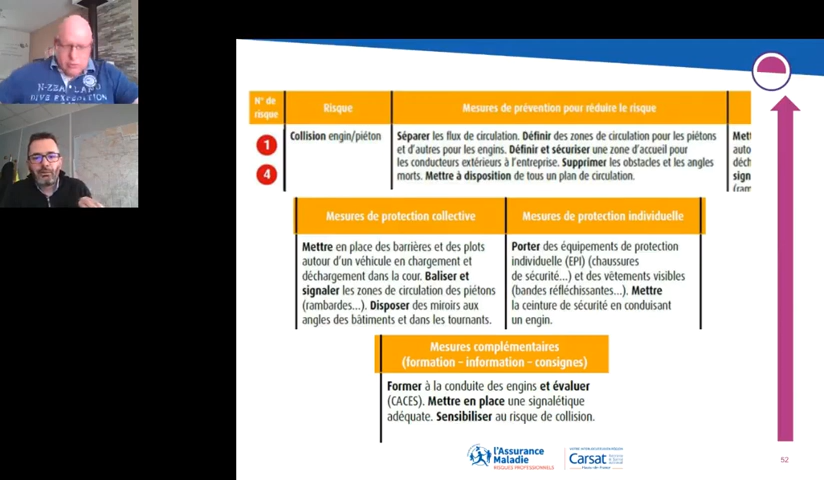 N-ZEALAND
DIVE EXPEDITION
N° de
risque
Risque
Mesures de prévention pour réduire le risque
1
4
Collision engin/piéton
Séparer les flux de circulation. Définir des zones de circulation pour les piétons
et d'autres pour les engins. Définir et sécuriser une zone d'accueil pour
les conducteurs extérieurs à l'entreprise. Supprimer les obstacles et les angles
morts. Mettre à disposition de tous un plan de circulation.
Mett
auto
déch
sign
(ram
Mesures de protection collective
Mesures de protection individuelle
Mettre en place des barrières et des plots
autour d'un véhicule en chargement et
déchargement dans la cour. Baliser et
signaler les zones de circulation des piétons
(rambardes...). Disposer des miroirs aux
angles des bâtiments et dans les tournants.
Porter des équipements de protection
individuelle (EPI) (chaussures
de sécurité...) et des vêtements visibles
(bandes réfléchissantes...). Mettre
la ceinture de sécurité en conduisant
un engin.
Mesures complémentaires
(formation – information – consignes)
Former à la conduite des engins et évaluer
(CACES). Mettre en place une signalétique
adéquate. Sensibiliser au risque de collision.
l'Assurance
Maladie
RISQUES PROFESSIONNELS
Carsat
52